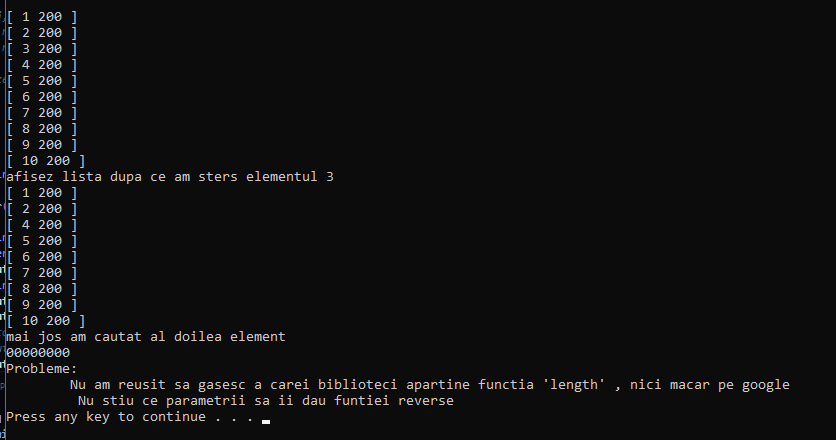 [ 1 200 ]
[ 2 200 ]
[ 3 200 ]
[ 4 200 ]
[ 5 200 ]
[ 6 200 ]
[ 7 200 ]
[ 8 200 ]
[ 9 200 ]
[ 10 200 ]
afisez lista dupa ce am sters elementul 3
[ 1 200 ]
[ 2 200 ]
[ 4 200 ]
[ 5 200 ]
[ 6 200 ]
[ 7 200 ]
[ 8 200 ]
[ 9 200 ]
[ 10 200 ]
mai jos am cautat al doilea element
00000000
Probleme:
Nu am reusit sa gasesc a carei biblioteci apartine functia 'length' , nici macar pe google
Nu stiu ce parametrii sa ii dau funtiei reverse
Press any key to continue . . .